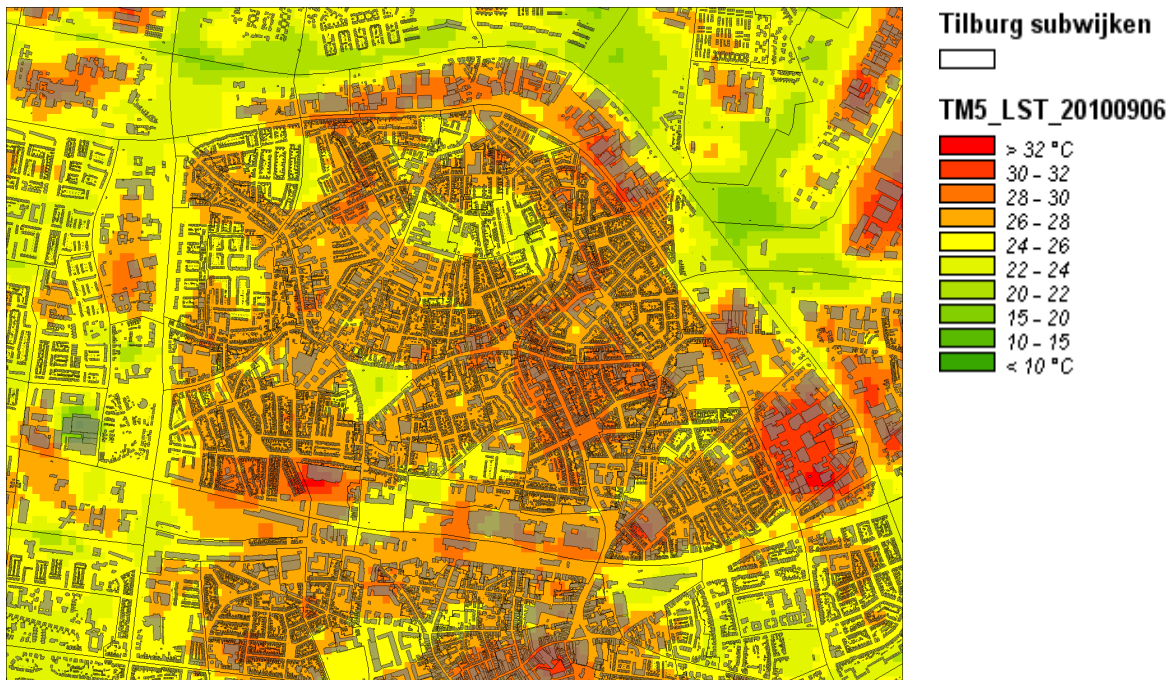 Tilburg subwijken
TM5_LST_20100906
> 32 °C
30 - 32
28 - 30
26 - 28
24 - 26
22 - 24
20 - 22
15 - 20
10 - 15
< 10 °C